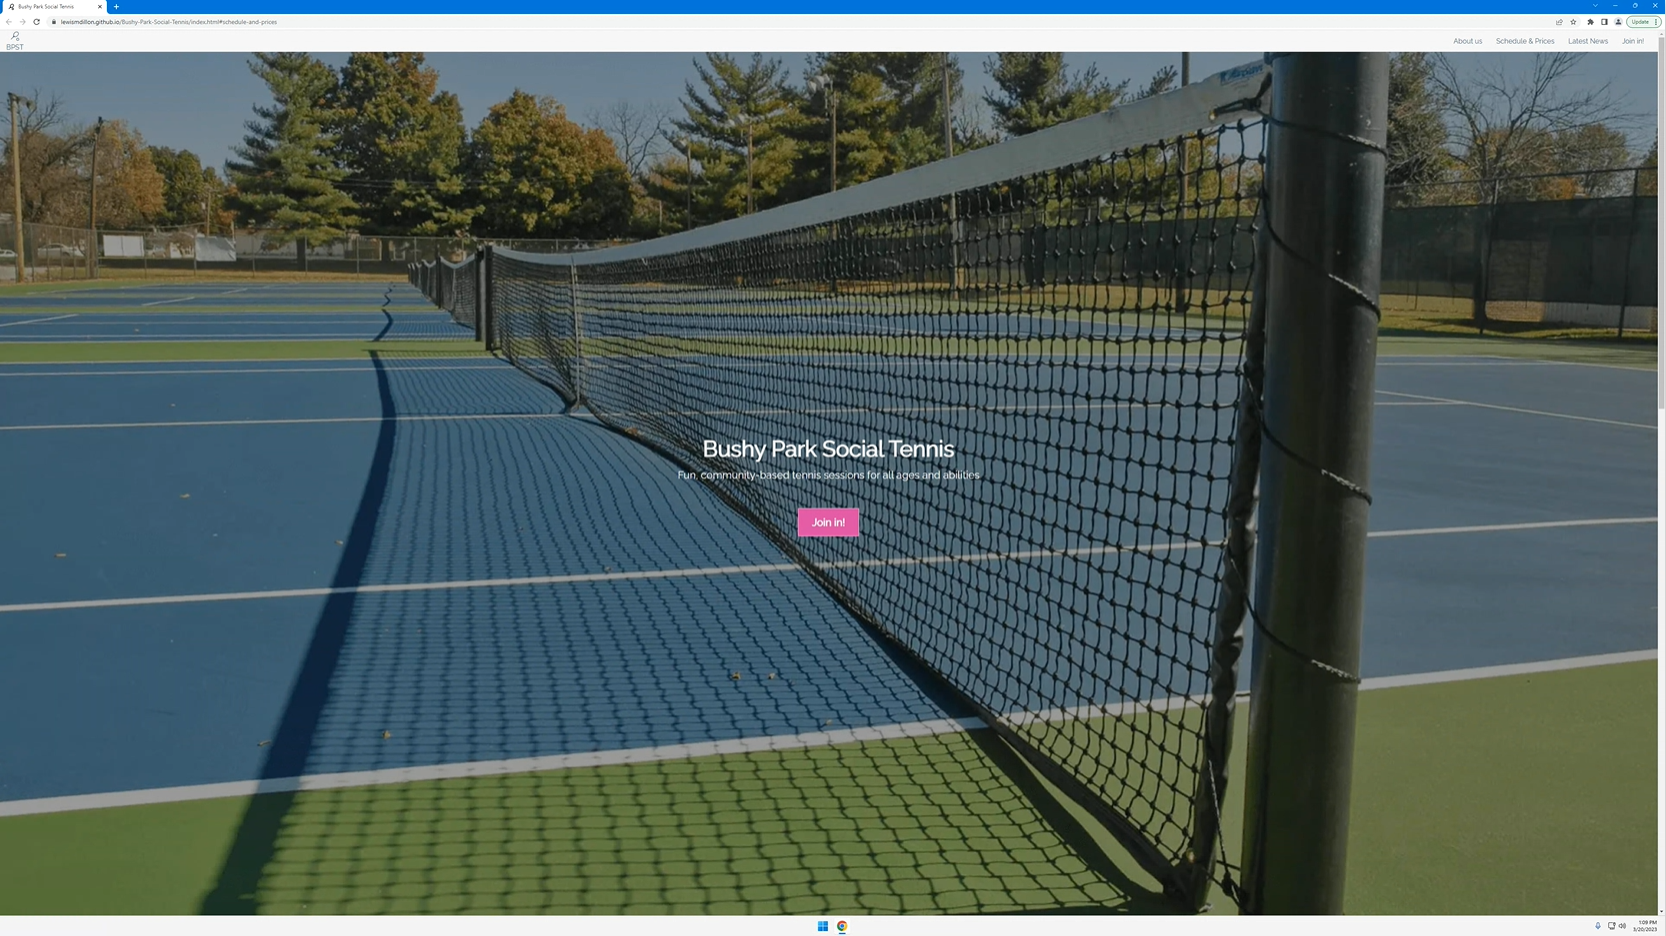 Bushy Park Social Tennis
lewismdillon.github.io/Bushy-Park-Social-Tennis/index.html#schedule-and-prices
Update
BPST
About us
Schedule & Prices
Latest News
Join in!
Bushy Park Social Tennis
Fun, community-based tennis sessions for all ages and abilities
Join in!
1:09 PM
3/20/2023